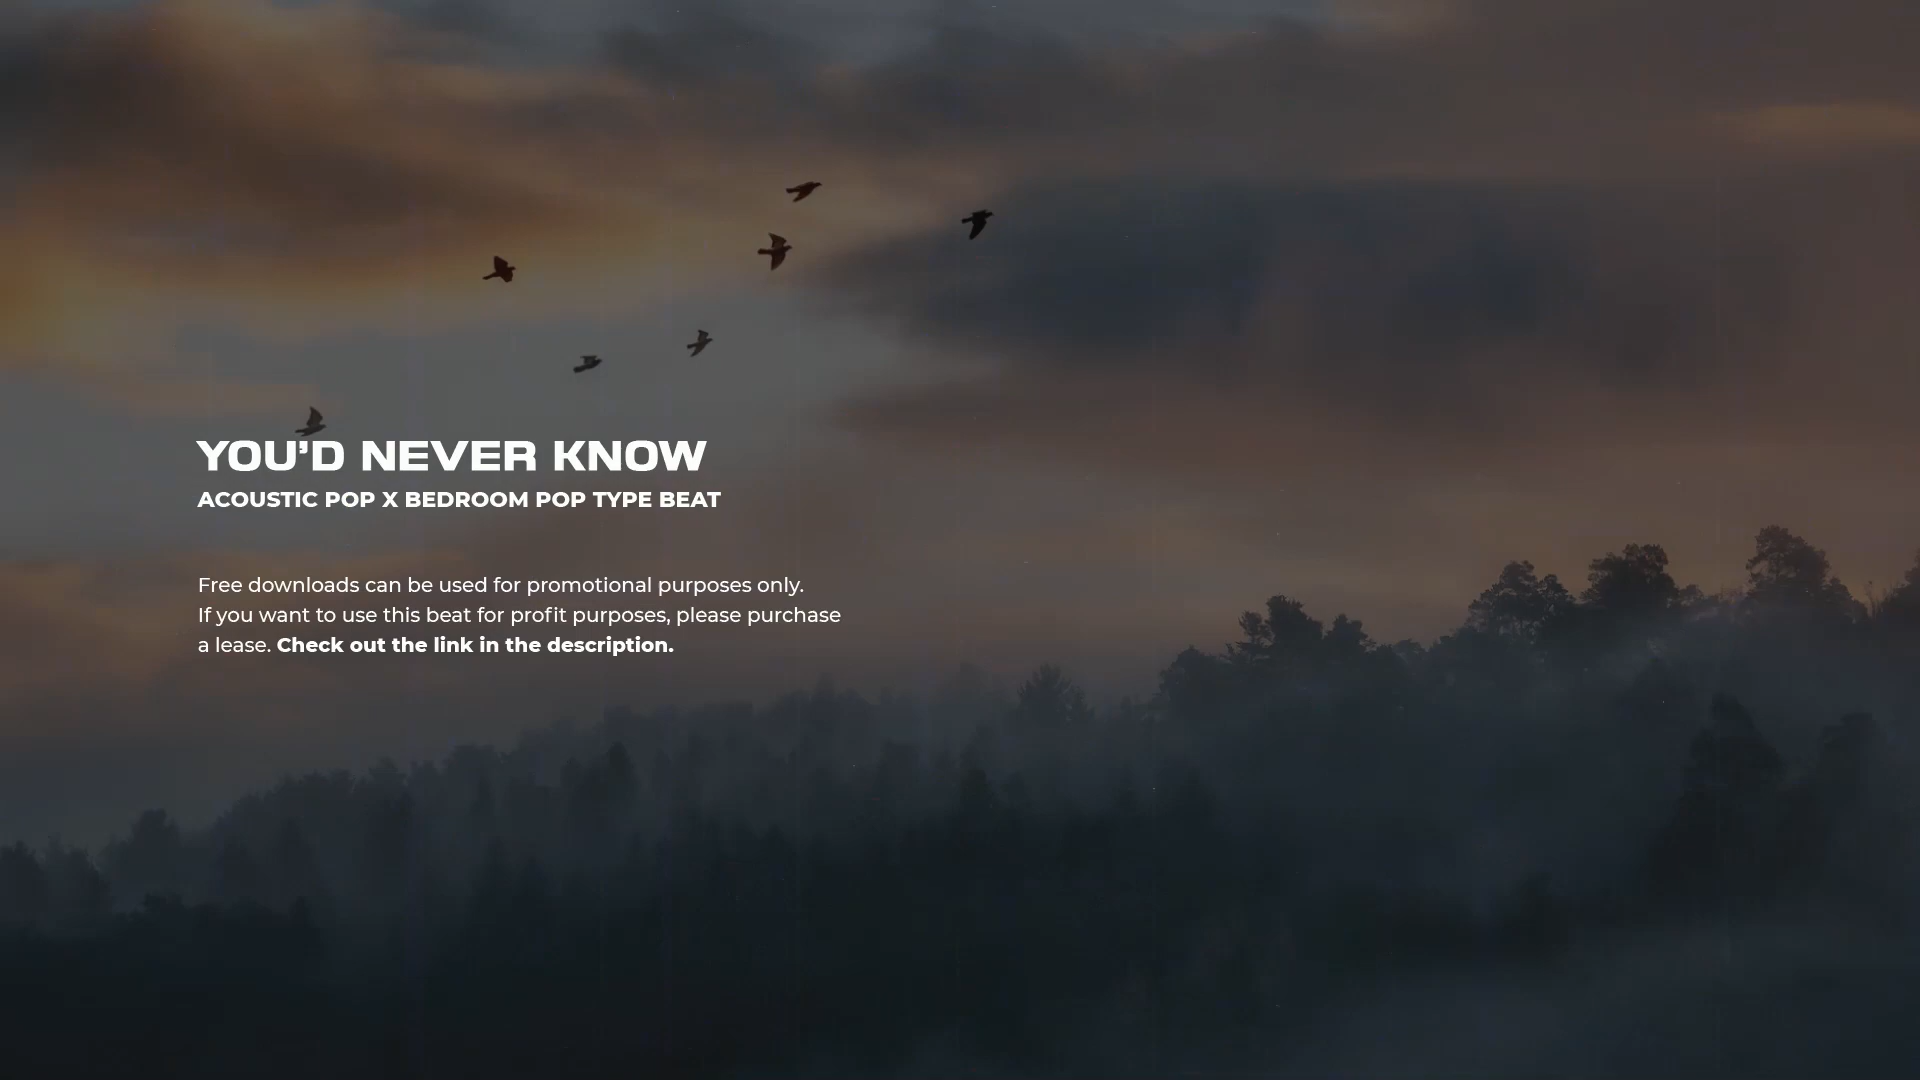 YOU'D NEVER KNOW
ACOUSTIC POP X BEDROOM POP TYPE BEAT
Free downloads can be used for promotional purposes only.
If you want to use this beat for profit purposes, please purchase
a lease. Check out the link in the description.